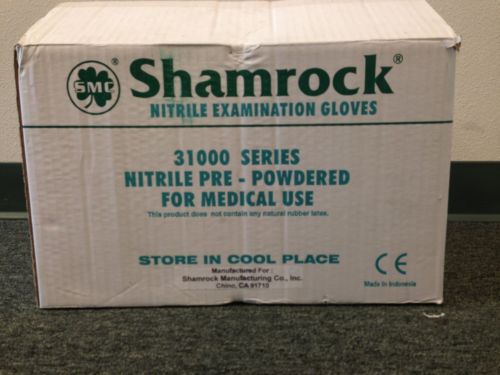 SMC
Shamrock®
NITRILE EXAMINATION GLOVES
31000 SERIES
NITRILE PRE - POWDERED
FOR MEDICAL USE
This product does not contain any natural rubber latex.
STORE IN COOL PLACE
Manufactured For :
Shamrock Manufacturing Co., Inc.
Chino, CA 91710
CE
Made In Indonesia